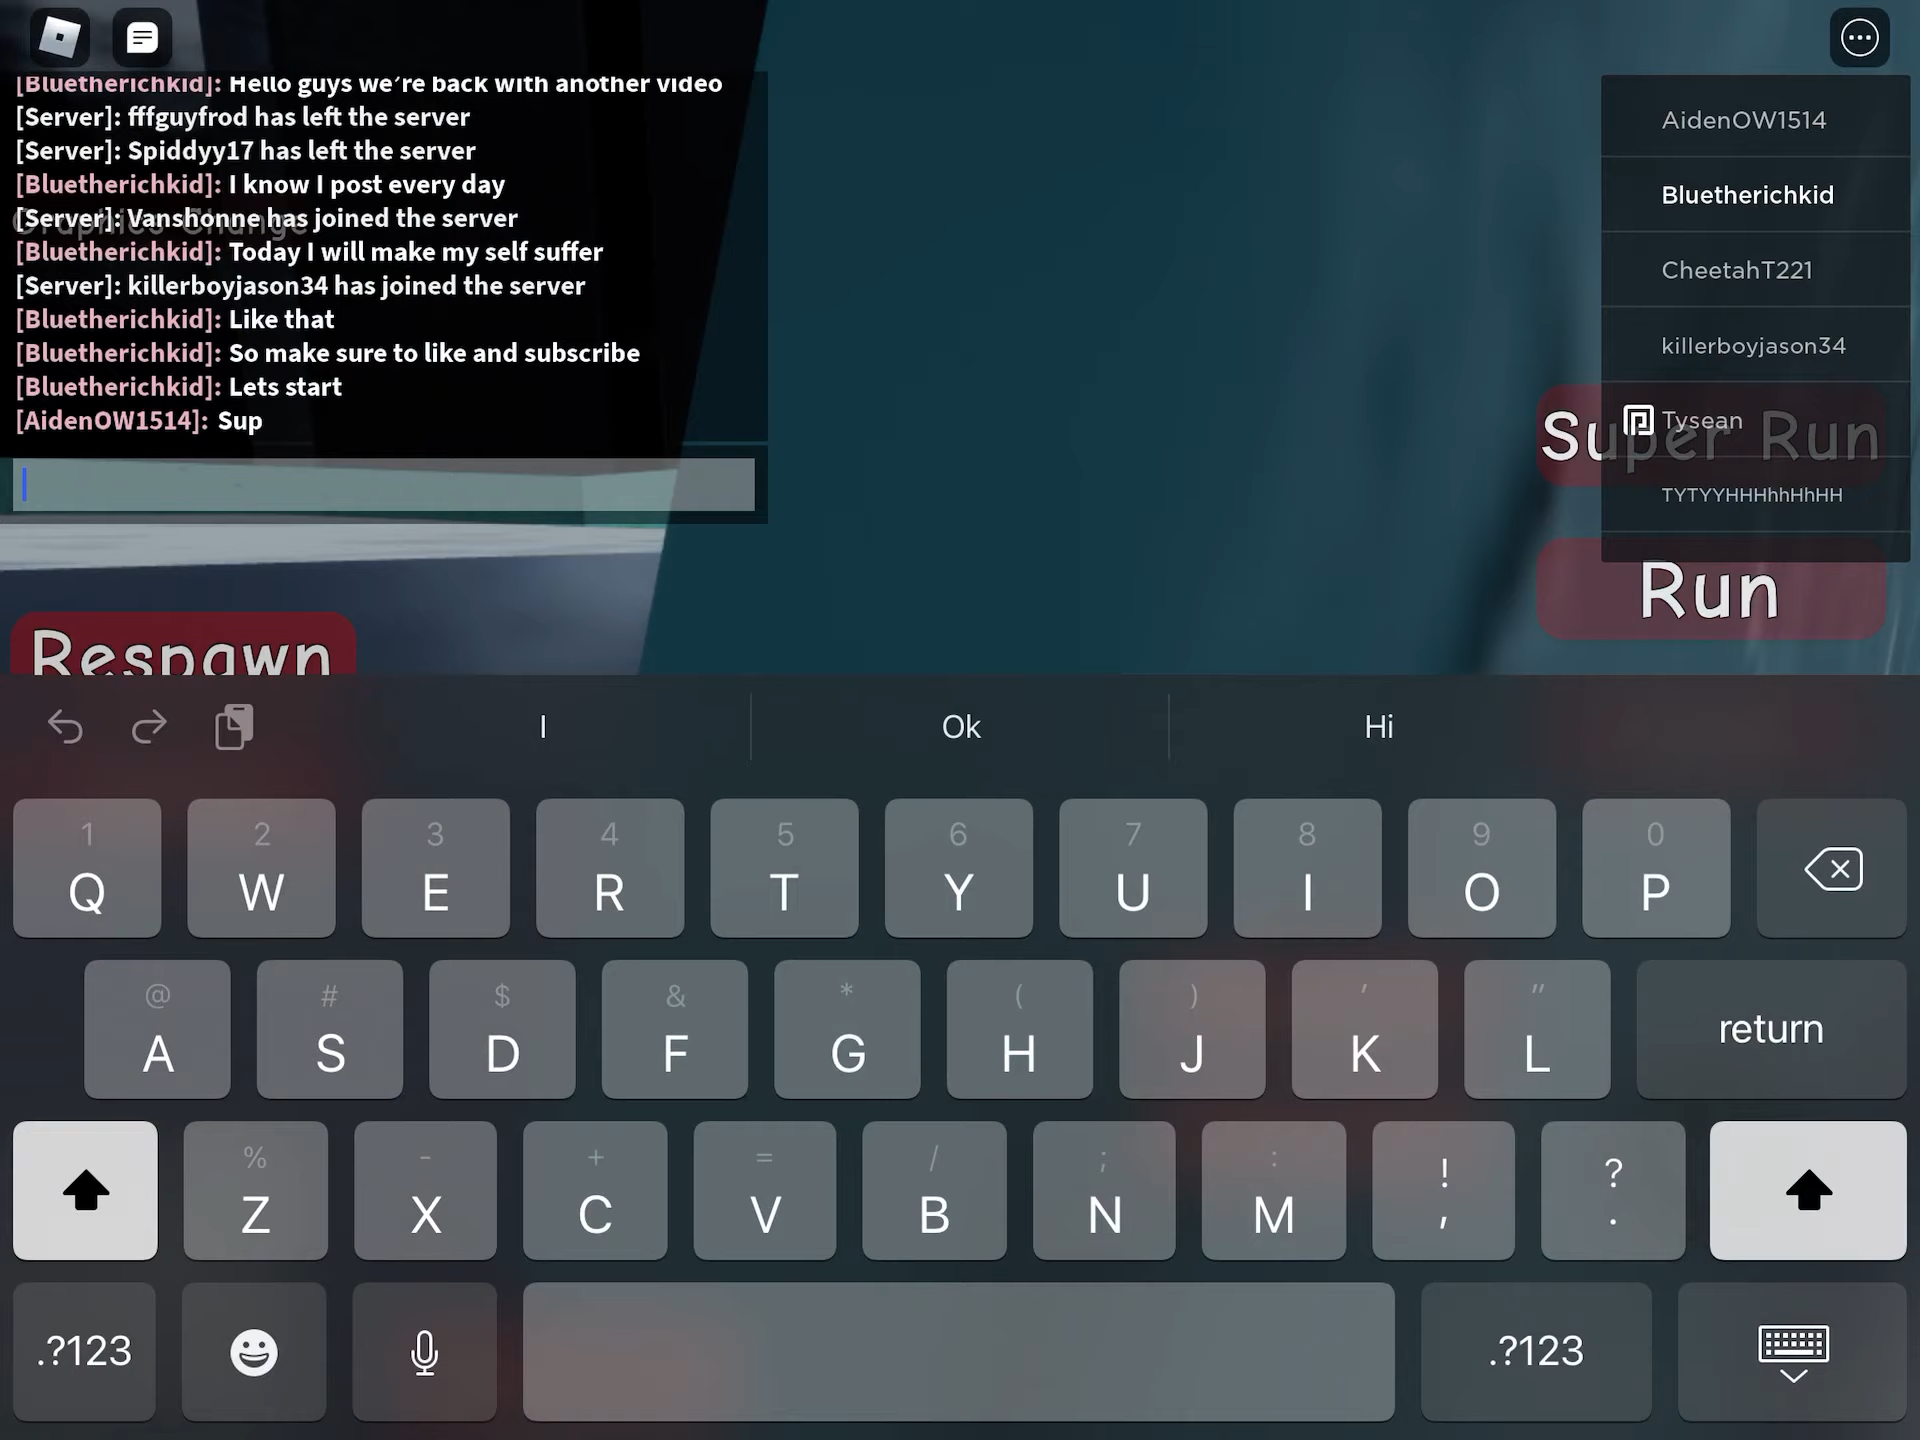 [Bluetherichkid]: Hello guys we're back with another video
[Server]: fffguyfrod has left the server
[Server]: Spiddyy17 has left the server
[Bluetherichkid]: I know I post every day
[Server]: Vanshonne has joined the server
Graphics Change
[Bluetherichkid]: Today I will make my self suffer
[Server]: killerboyjason34 has joined the server
[Bluetherichkid]: Like that
[Bluetherichkid]: So make sure to like and subscribe
[Bluetherichkid]: Lets start
[AidenOW1514]: Sup
AidenOW1514
Bluetherichkid
CheetahT221
killerboyjason34
Tysean
Super Run
TYTYYHHHhhHhHH
Run
Respawn
I Ok Hi
1 2 3 4 5 6 7 8 9 0
Q W E R T Y U I O P
@ # $ & * ( ) ' "
A S D F G H J K L return
% - + = / ; : ! ?
Z X C V B N M , .
.?123 .?123